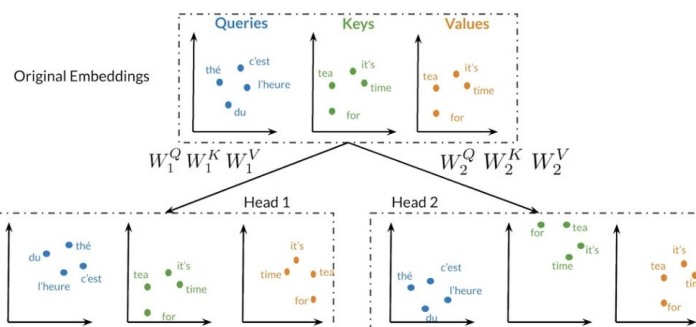 Queries Keys Values
Original Embeddings
thé c'est l'heure du
tea it's time for
tea it's time for
W_1^Q W_1^K W_1^V
W_2^Q W_2^K W_2^V
Head 1
Head 2
du thé l'heure c'est
tea it's time for
it's time tea for
thé c'est l'heure du
for tea it's time
it's tea for